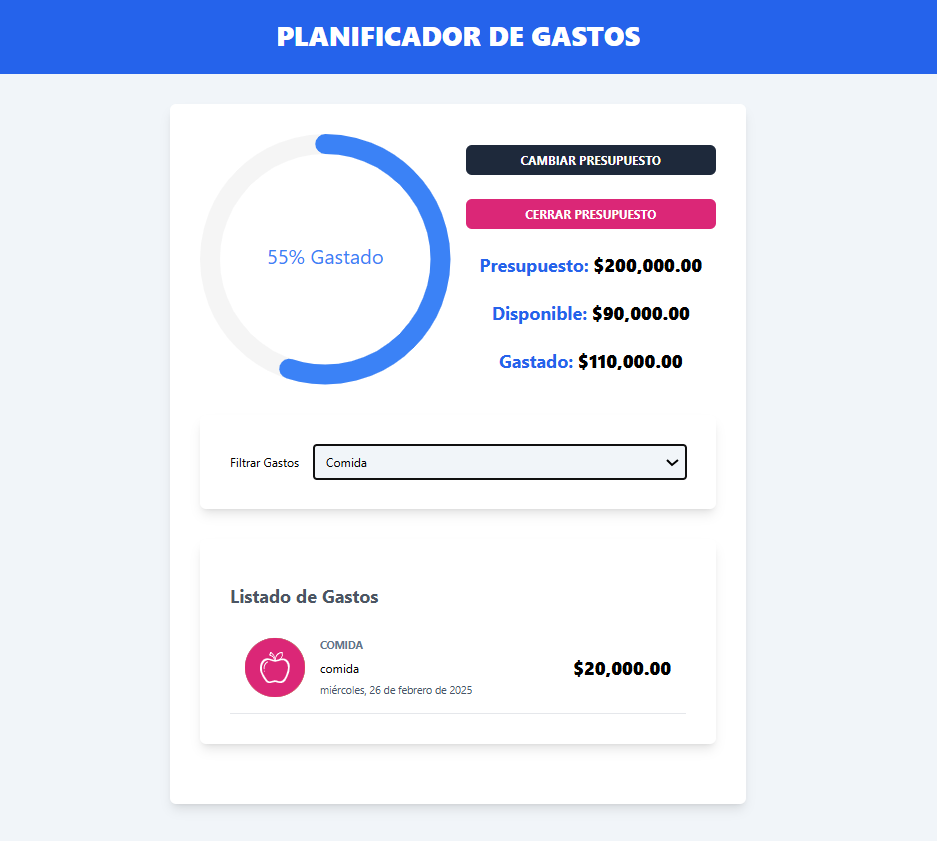 PLANIFICADOR DE GASTOS
55% Gastado
CAMBIAR PRESUPUESTO
CERRAR PRESUPUESTO
Presupuesto: $200,000.00
Disponible: $90,000.00
Gastado: $110,000.00
Filtrar Gastos Comida
Listado de Gastos
COMIDA
comida
$20,000.00
miércoles, 26 de febrero de 2025